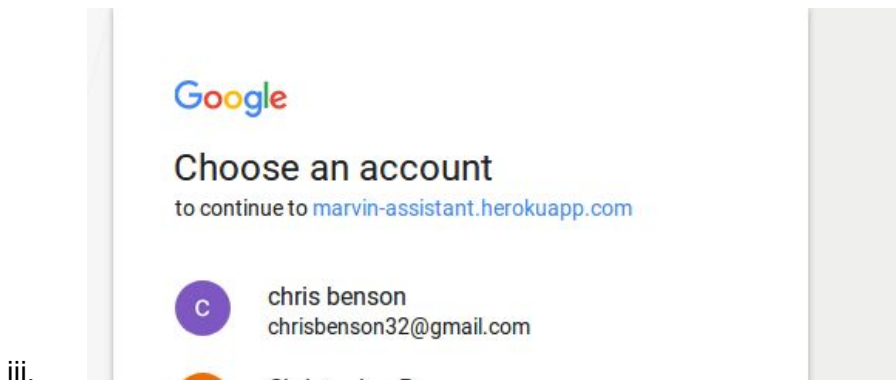 Google
Choose an account
to continue to marvin-assistant.herokuapp.com
C
chris benson
chrisbenson32@gmail.com
iii.